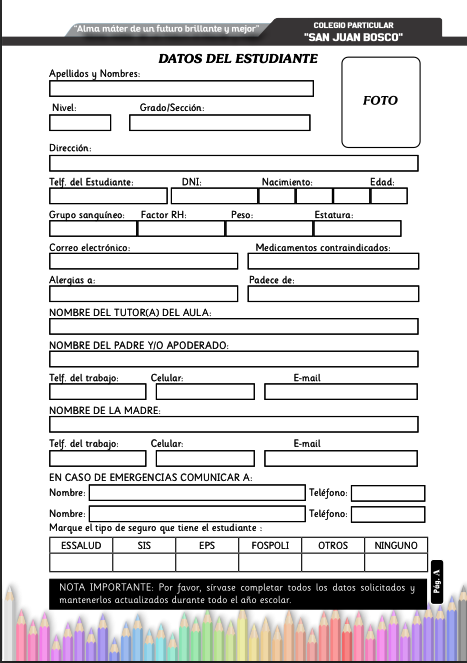 "Alma máter de un futuro brillante y mejor"
COLEGIO PARTICULAR
"SAN JUAN BOSCO"
DATOS DEL ESTUDIANTE
Apellidos y Nombres:
FOTO
Nivel: Grado/Sección:
Dirección:
Telf. del Estudiante: DNI: Nacimiento: Edad:
Grupo sanguíneo: Factor RH: Peso: Estatura:
Correo electrónico: Medicamentos contraindicados:
Alergias a: Padece de:
NOMBRE DEL TUTOR(A) DEL AULA:
NOMBRE DEL PADRE Y/O APODERADO:
Telf. del trabajo: Celular: E-mail
NOMBRE DE LA MADRE:
Telf. del trabajo: Celular: E-mail
EN CASO DE EMERGENCIAS COMUNICAR A:
Nombre: Teléfono:
Nombre: Teléfono:
Marque el tipo de seguro que tiene el estudiante :
ESSALUD SIS EPS FOSPOLI OTROS NINGUNO
NOTA IMPORTANTE: Por favor, sírvase completar todos los datos solicitados y
mantenerlos actualizados durante todo el año escolar.
Pág. A